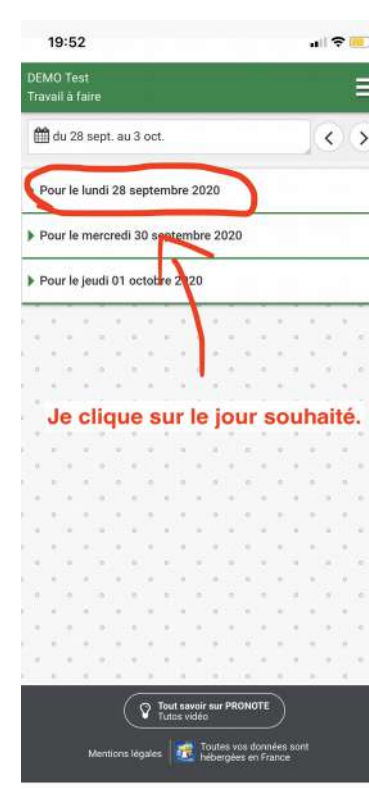 19:52
DEMO Test
Travail à faire
du 28 sept. au 3 oct.
Pour le lundi 28 septembre 2020
Pour le mercredi 30 septembre 2020
Pour le jeudi 01 octobre 2020
Je clique sur le jour souhaité.
Tout savoir sur PRONOTE
Tutos vidéo
Mentions légales
Toutes vos données sont
hébergées en France